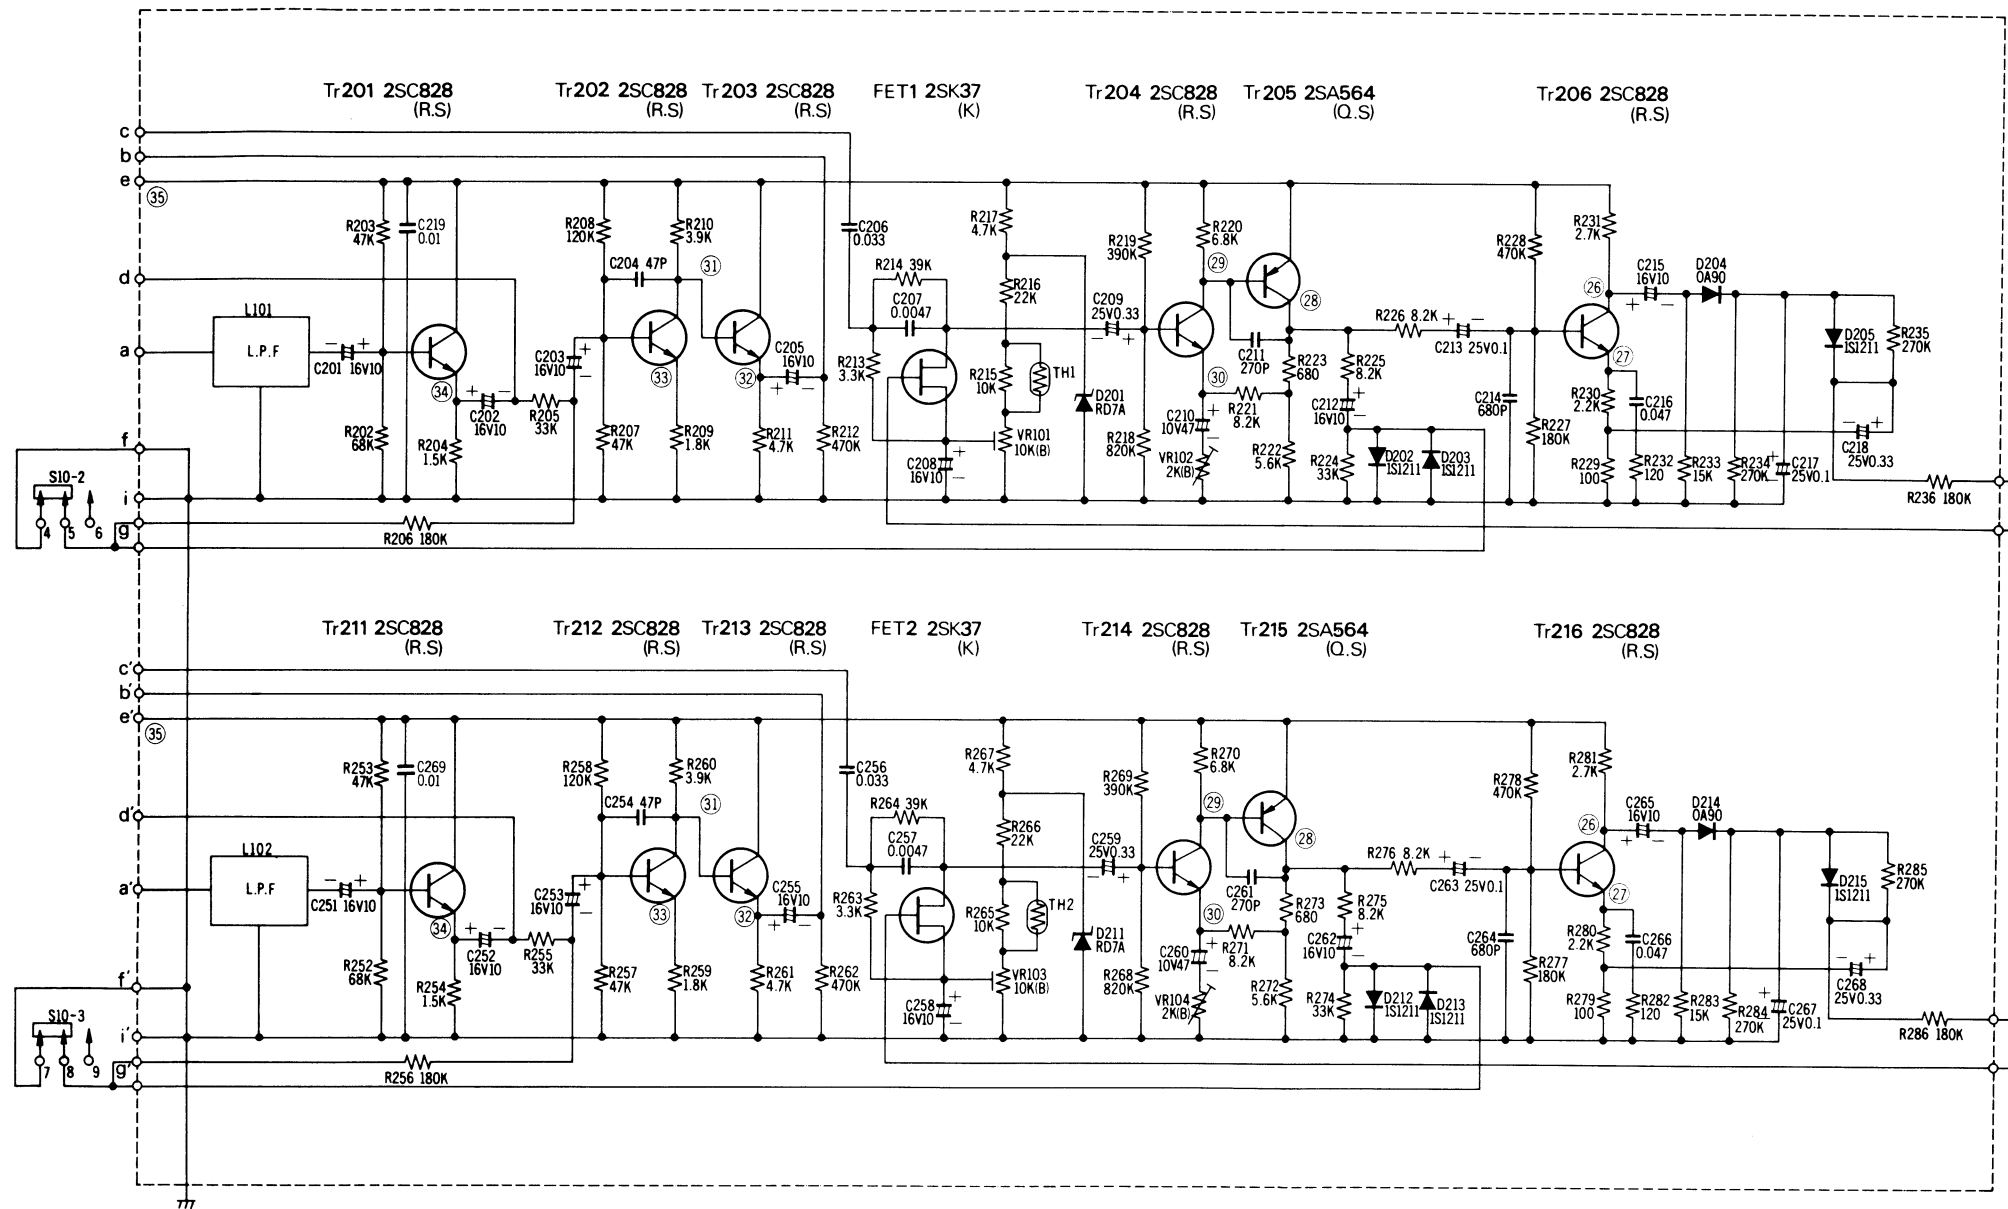 Tr201 2SC828 (R.S)
Tr202 2SC828 (R.S)
Tr203 2SC828 (R.S)
FET1 2SK37 (K)
Tr204 2SC828 (R.S)
Tr205 2SA564 (Q.S)
Tr206 2SC828 (R.S)
c
b
e
35
d
a
f
i
g
S10-2
4
5
6
L101
L.P.F
C201 16V10
R203 47K
C219 0.01
R202 68K
R204 1.5K
34
C202 16V10
R205 33K
R206 180K
C203 16V10
R208 120K
C204 47P
R210 3.9K
31
33
R207 47K
R209 1.8K
32
C205 16V10
R211 4.7K
R212 470K
C206 0.033
R214 39K
C207 0.0047
R213 3.3K
C208 16V10
R217 4.7K
R216 22K
R215 10K
TH1
VR101 10K(B)
D201 RD7A
C209 25V0.33
R219 390K
R218 820K
R220 6.8K
29
30
C210 10V47
VR102 2K(B)
R221 8.2K
C211 270P
28
R223 680
R222 5.6K
R225 8.2K
C212 16V10
R224 33K
D202 1S1211
D203 1S1211
R226 8.2K
C213 25V0.1
C214 680P
R228 470K
R227 180K
R231 2.7K
26
27
R230 2.2K
C216 0.047
R229 100
R232 120
C215 16V10
D204 OA90
R233 15K
R234 270K
C217 25V0.1
D205 1S1211
R235 270K
C218 25V0.33
R236 180K
Tr211 2SC828 (R.S)
Tr212 2SC828 (R.S)
Tr213 2SC828 (R.S)
FET2 2SK37 (K)
Tr214 2SC828 (R.S)
Tr215 2SA564 (Q.S)
Tr216 2SC828 (R.S)
c'
b'
e'
35
d'
a'
f'
i'
g'
S10-3
7
8
9
L102
L.P.F
C251 16V10
R253 47K
C269 0.01
R252 68K
R254 1.5K
34
C252 16V10
R255 33K
R256 180K
C253 16V10
R258 120K
C254 47P
R260 3.9K
31
33
R257 47K
R259 1.8K
32
C255 16V10
R261 4.7K
R262 470K
C256 0.033
R264 39K
C257 0.0047
R263 3.3K
C258 16V10
R267 4.7K
R266 22K
R265 10K
TH2
VR103 10K(B)
D211 RD7A
C259 25V0.33
R269 390K
R268 820K
R270 6.8K
29
30
C260 10V47
VR104 2K(B)
R271 8.2K
C261 270P
28
R273 680
R272 5.6K
R275 8.2K
C262 16V10
R274 33K
D212 1S1211
D213 1S1211
R276 8.2K
C263 25V0.1
C264 680P
R278 470K
R277 180K
R281 2.7K
26
27
R280 2.2K
C266 0.047
R279 100
R282 120
C265 16V10
D214 OA90
R283 15K
R284 270K
C267 25V0.1
D215 1S1211
R285 270K
C268 25V0.33
R286 180K